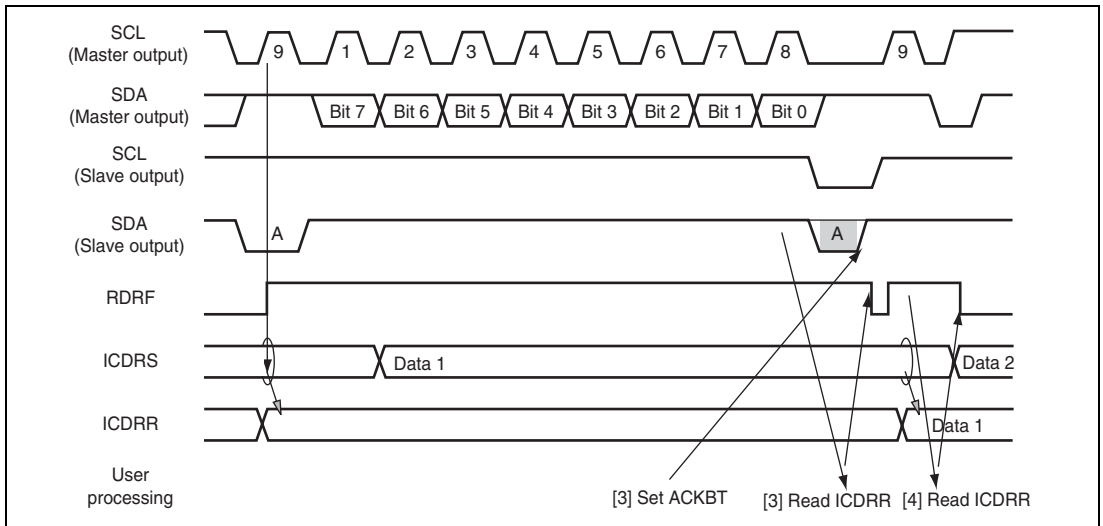 SCL
(Master output)
9 1 2 3 4 5 6 7 8 9
SDA
(Master output)
Bit 7 Bit 6 Bit 5 Bit 4 Bit 3 Bit 2 Bit 1 Bit 0
SCL
(Slave output)
SDA
(Slave output)
A A
RDRF
ICDRS
Data 1 Data 2
ICDRR
Data 1
User
processing
[3] Set ACKBT [3] Read ICDRR [4] Read ICDRR